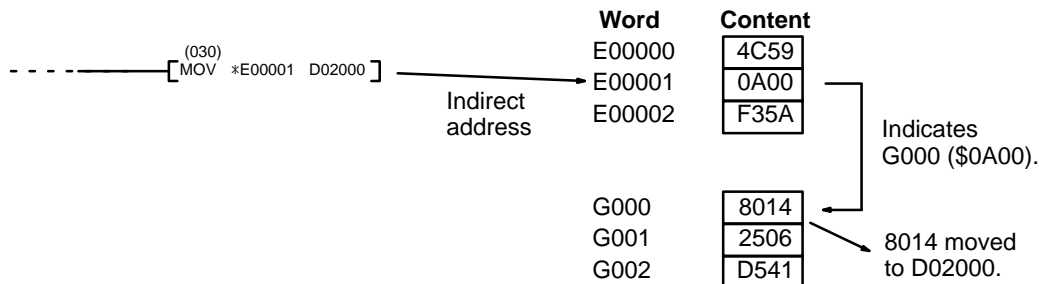 Word Content
(030)
[MOV *E00001 D02000]
E00000 4C59
E00001 0A00
E00002 F35A
Indirect
address
Indicates
G000 ($0A00).
G000 8014
G001 2506
G002 D541
8014 moved
to D02000.